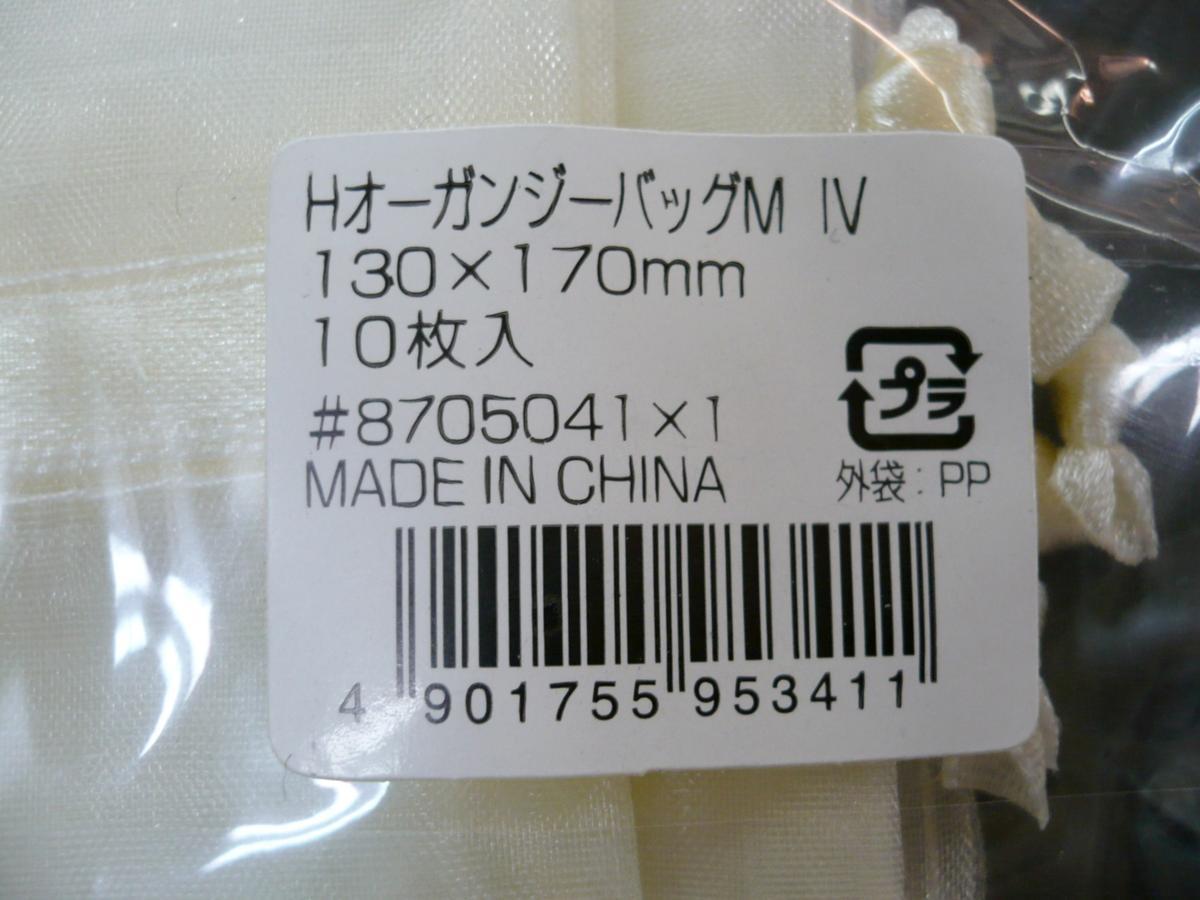 HオーガンジーバッグM IV
130×170mm
10枚入
#8705041×1
MADE IN CHINA
プラ
外袋：PP
4 901755 953411